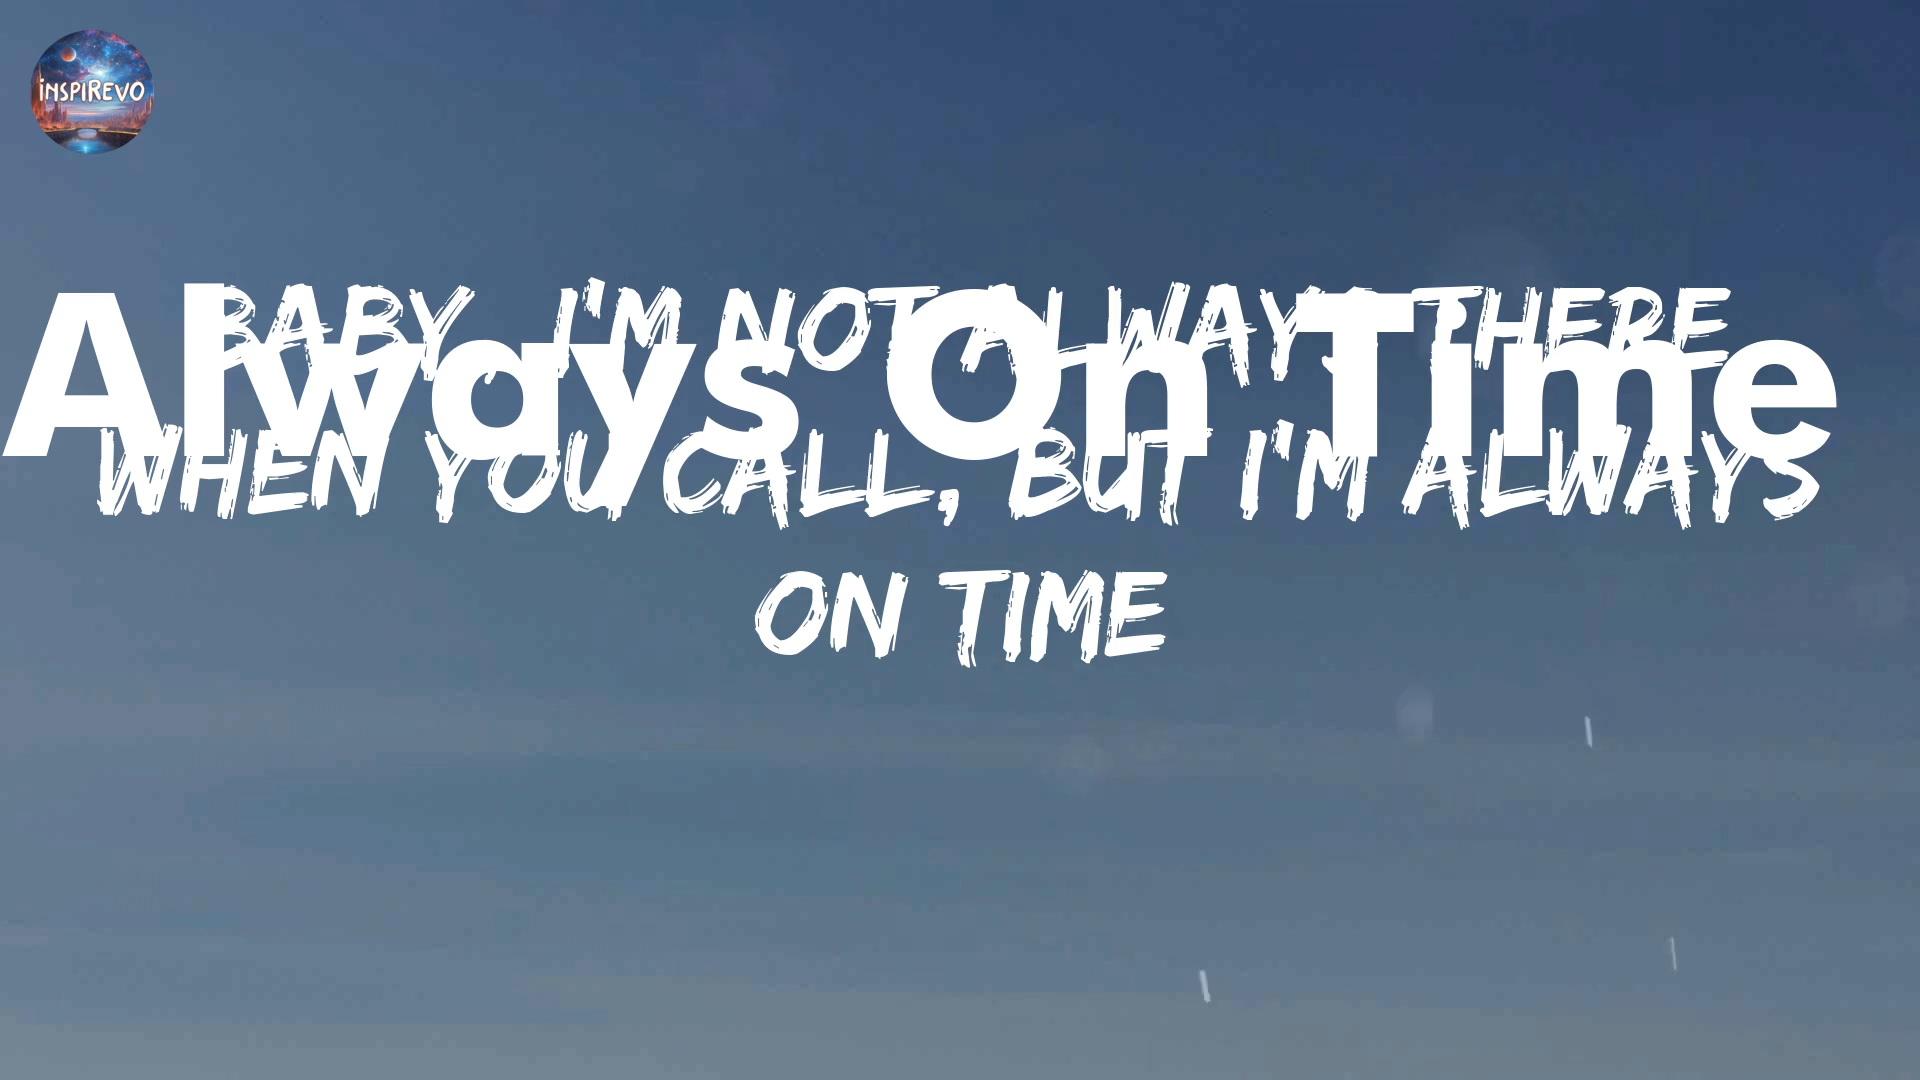 iNSPiREVO
BABY, I'M NOT ALWAYS THERE
Always On Time
WHEN YOU CALL, BUT I'M ALWAYS
ON TIME